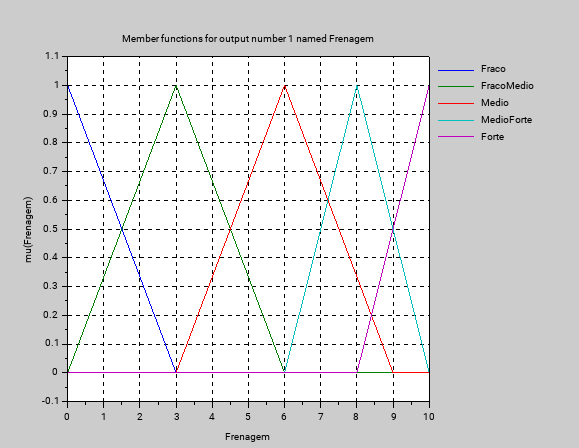 Member functions for output number 1 named Frenagem
1.1
1
0.9
0.8
0.7
0.6
0.5
0.4
0.3
0.2
0.1
0
-0.1
mu(Frenagem)
0 1 2 3 4 5 6 7 8 9 10
Frenagem
Fraco
FracoMedio
Medio
MedioForte
Forte